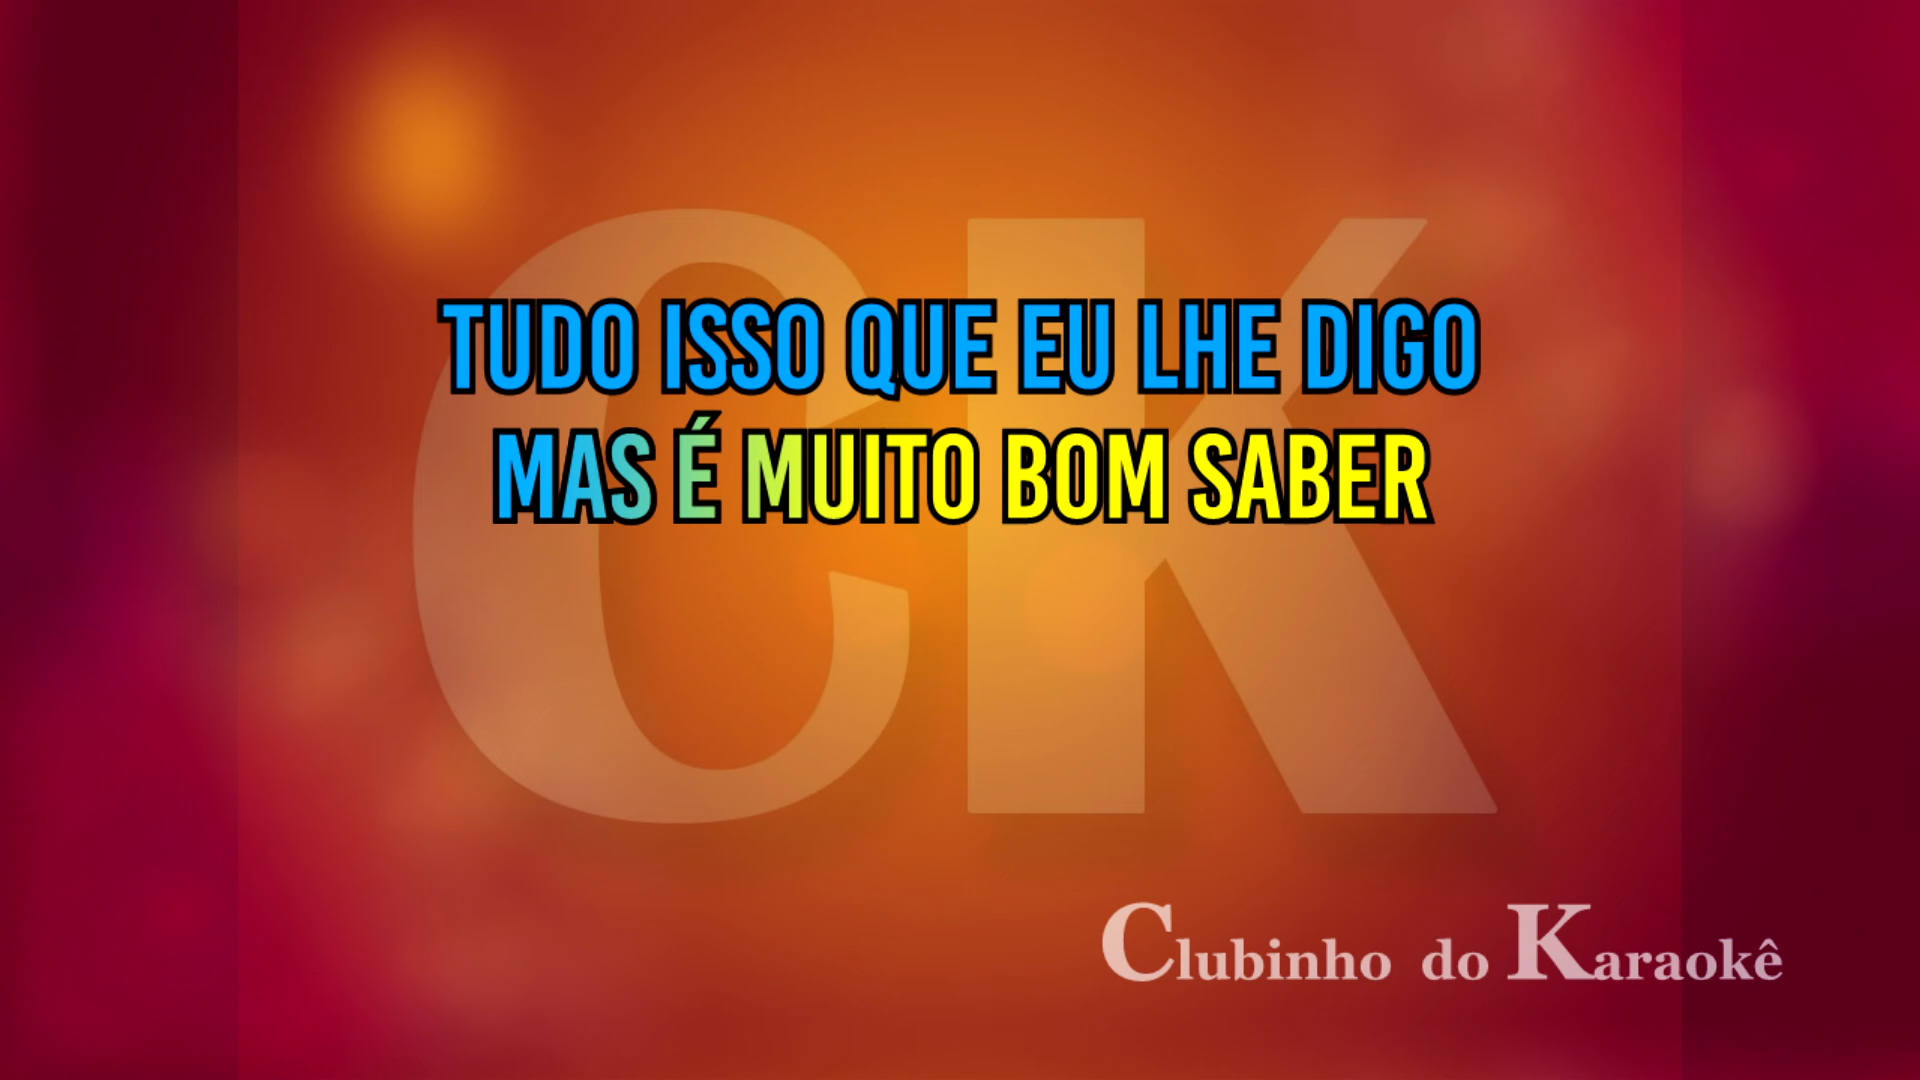 TUDO ISSO QUE EU LHE DIGO
MAS É MUITO BOM SABER
CK
Clubinho do Karaokê